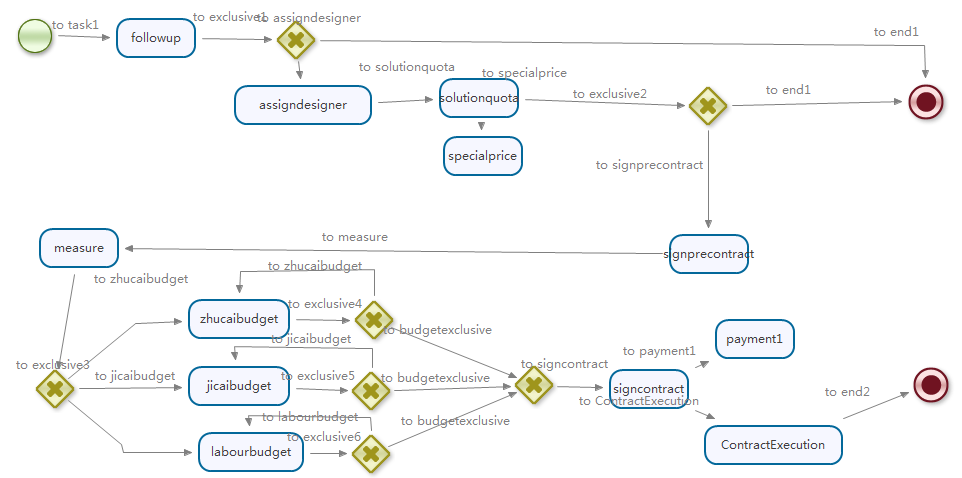 to task1
followup
to exclusive1
to assigndesigner
to end1
to solutionquota
assigndesigner
solutionquota
to specialprice
to exclusive2
to end1
specialprice
to signprecontract
signprecontract
to measure
measure
to zhucaibudget
to zhucaibudget
zhucaibudget
to exclusive4
to budgetexclusive
to jicaibudget
to exclusive3
to jicaibudget
jicaibudget
to exclusive5
to budgetexclusive
to labourbudget
labourbudget
to exclusive6
to budgetexclusive
to signcontract
signcontract
to payment1
payment1
to ContractExecution
ContractExecution
to end2